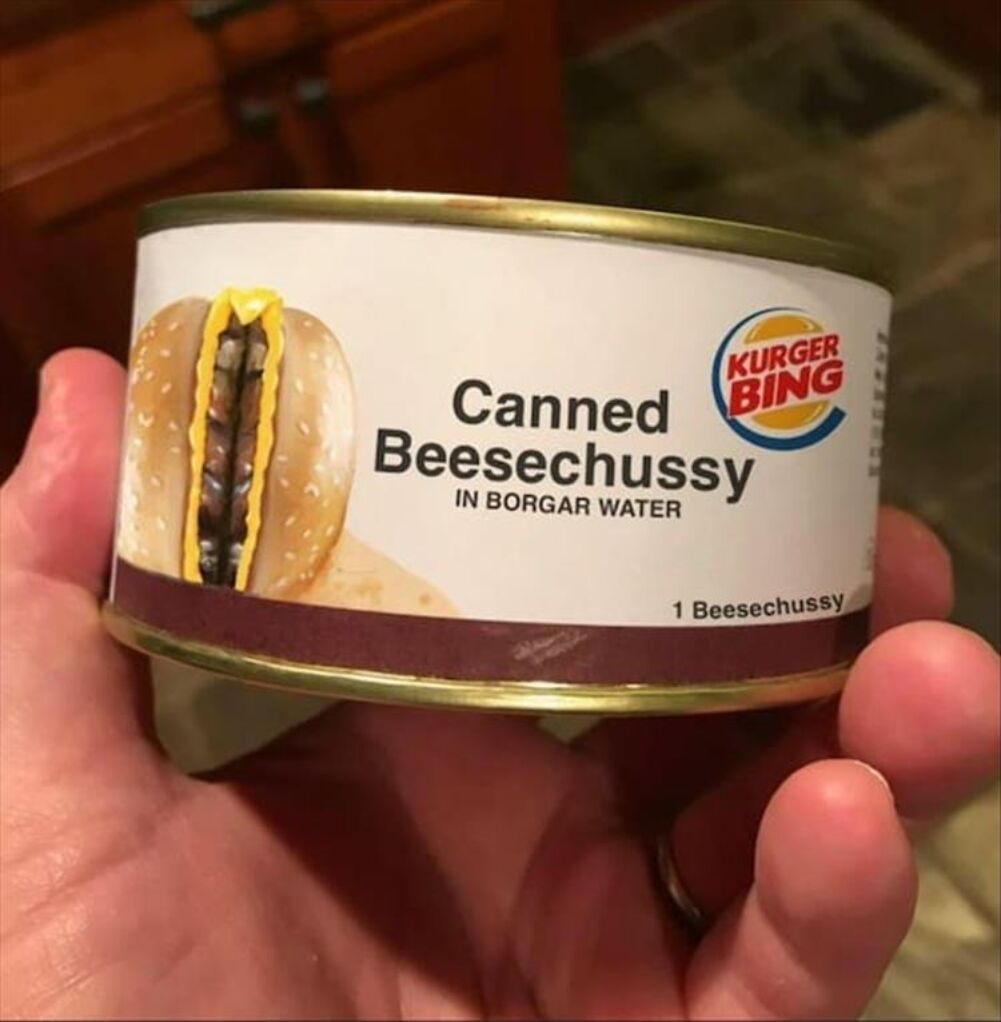 KURGER
BING
Canned
Beesechussy
IN BORGAR WATER
1 Beesechussy